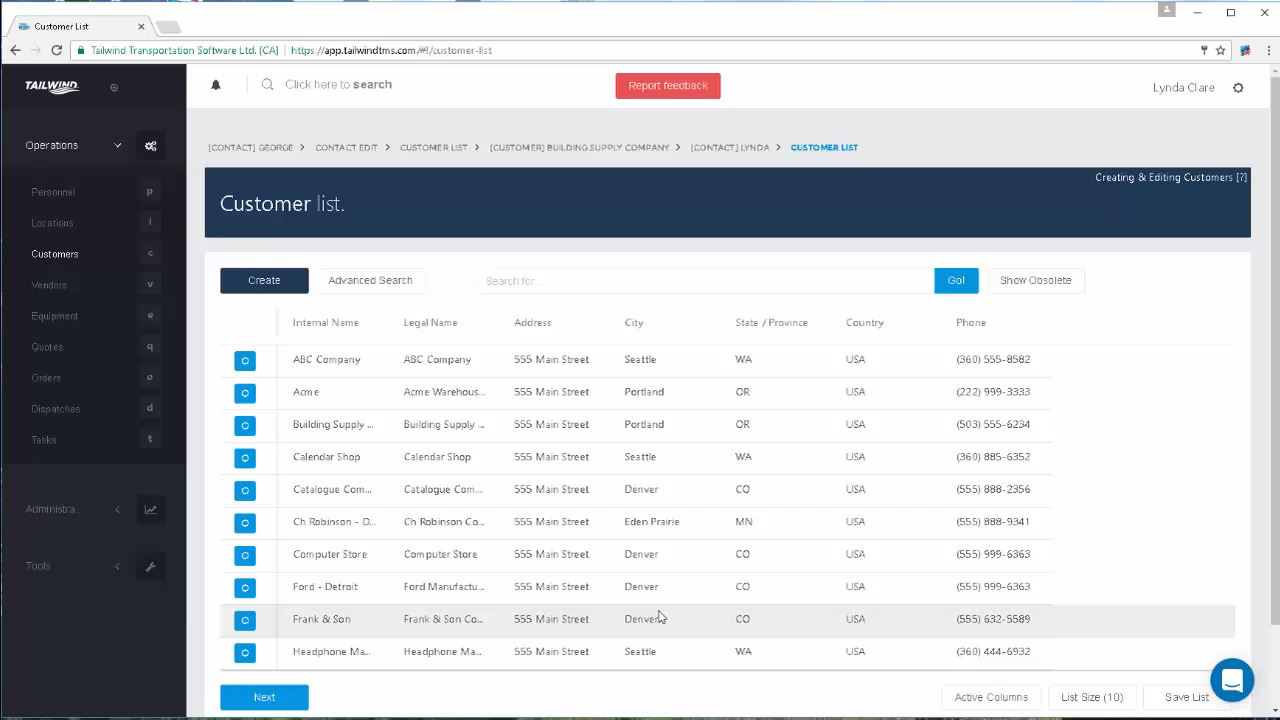 Customer List
Tailwind Transportation Software Ltd. [CA] https://app.tailwindtms.com/#!/customer-list
TAILWIND
Click here to search
Report feedback
Lynda Clare
Operations
Personnel p
Locations l
Customers c
Vendors v
Equipment e
Quotes q
Orders o
Dispatches d
Tasks t
Administra...
Tools
[CONTACT] GEORGE > CONTACT EDIT > CUSTOMER LIST > [CUSTOMER] BUILDING SUPPLY COMPANY > [CONTACT] LYNDA > CUSTOMER LIST
Creating & Editing Customers [?]
Customer list.
Create Advanced Search Search for... Go! Show Obsolete
Internal Name Legal Name Address City State / Province Country Phone
ABC Company ABC Company 555 Main Street Seattle WA USA (360) 555-8582
Acme Acme Warehous... 555 Main Street Portland OR USA (222) 999-3333
Building Supply ... Building Supply ... 555 Main Street Portland OR USA (503) 555-6234
Calendar Shop Calendar Shop 555 Main Street Seattle WA USA (360) 885-6352
Catalogue Com... Catalogue Com... 555 Main Street Denver CO USA (555) 888-2356
Ch Robinson - D... Ch Robinson Co... 555 Main Street Eden Prairie MN USA (555) 888-9341
Computer Store Computer Store 555 Main Street Denver CO USA (555) 999-6363
Ford - Detroit Ford Manufactu... 555 Main Street Denver CO USA (555) 999-6363
Frank & Son Frank & Son Co... 555 Main Street Denver CO USA (555) 632-5589
Headphone Ma... Headphone Ma... 555 Main Street Seattle WA USA (360) 444-6932
Next Active Columns List Size (10) Save List